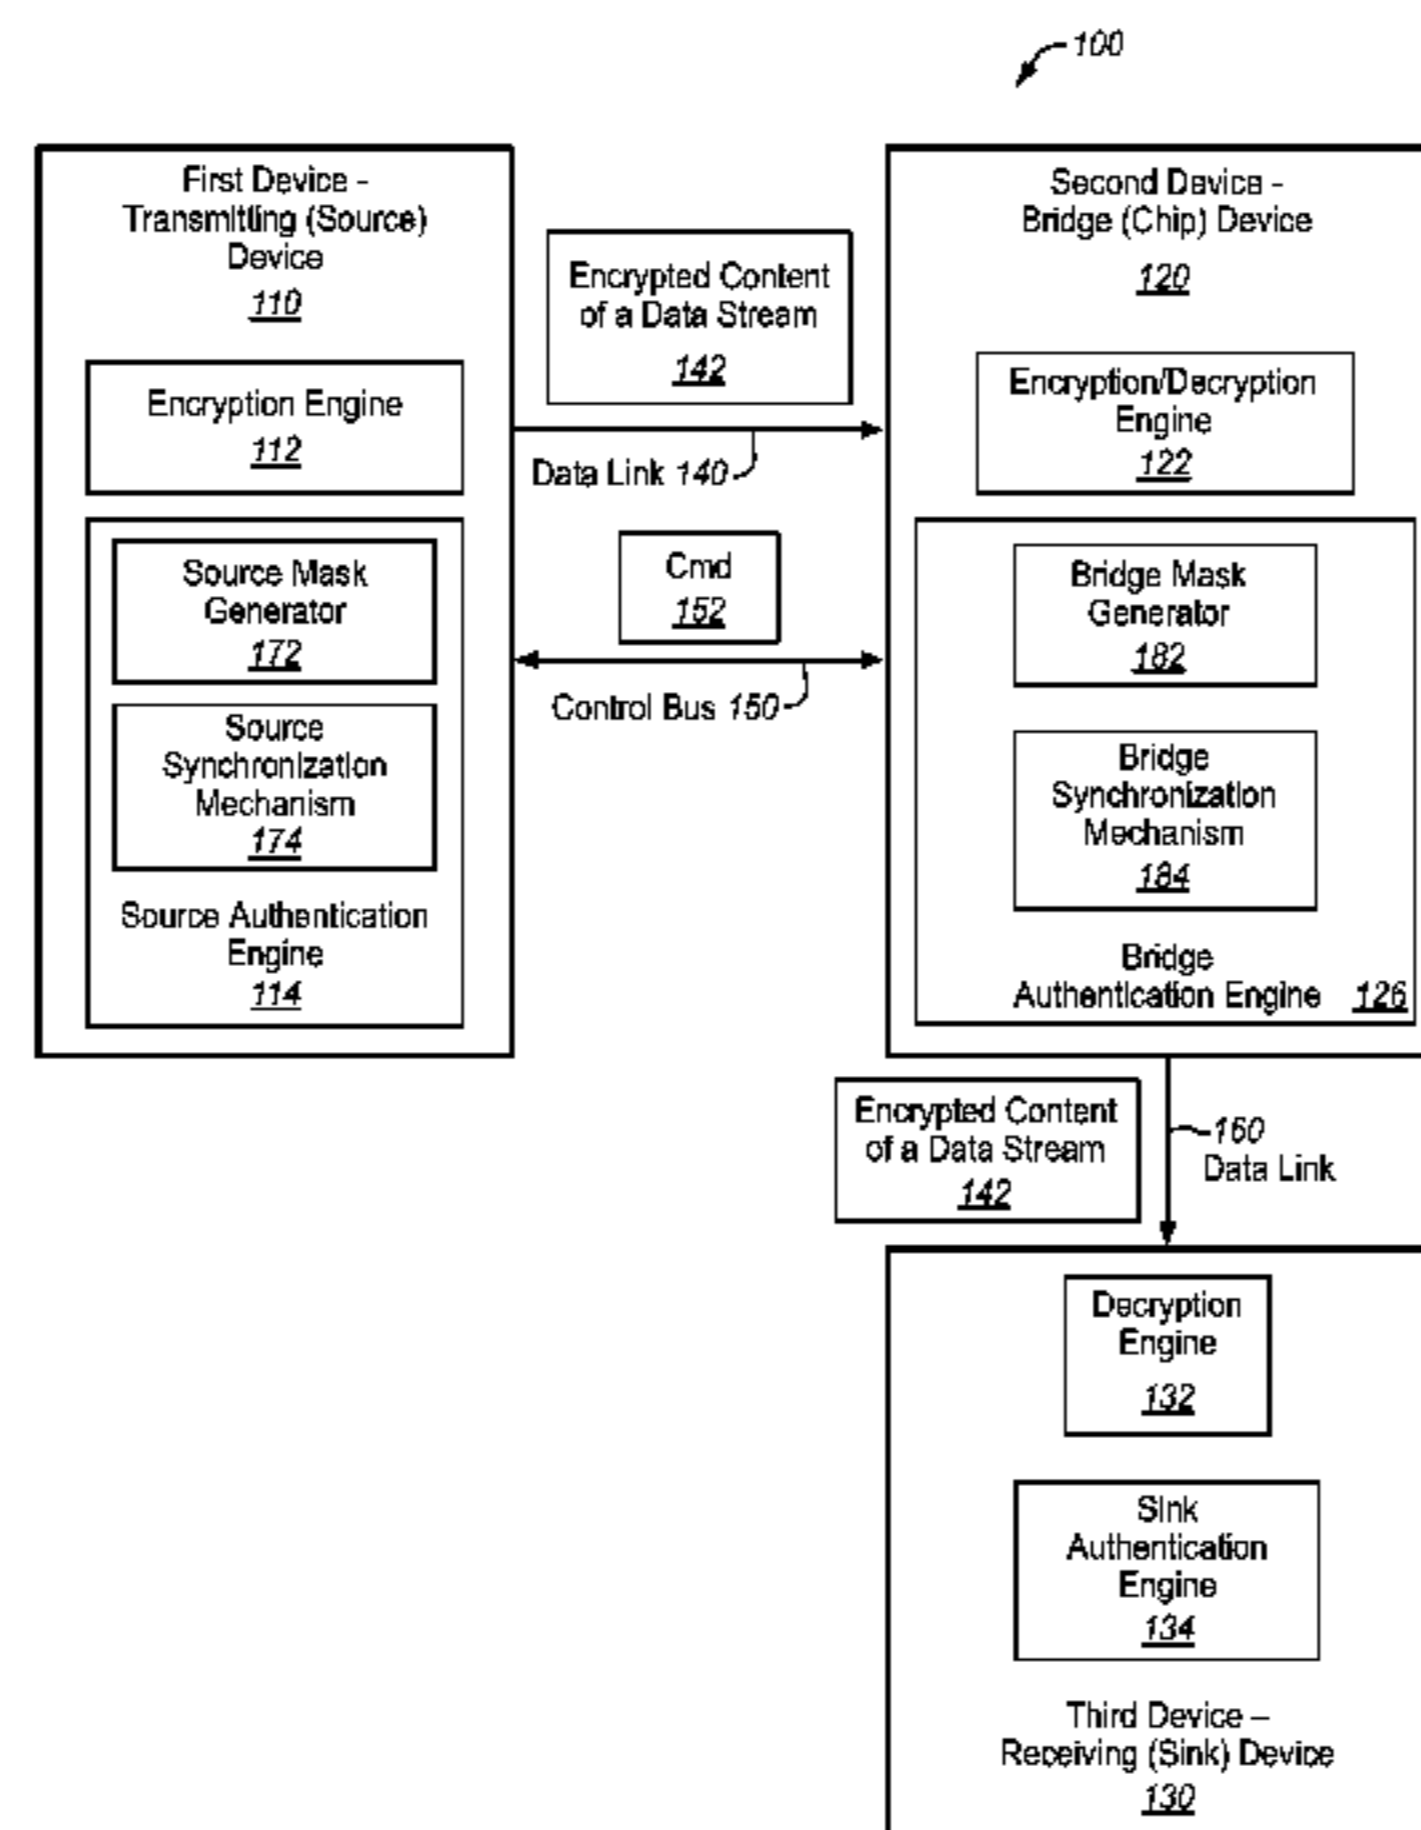 100
First Device -
Transmitting (Source)
Device
110
Encryption Engine
112
Source Mask
Generator
172
Source
Synchronization
Mechanism
174
Source Authentication
Engine
114
Encrypted Content
of a Data Stream
142
Data Link 140
Cmd
152
Control Bus 150
Second Device -
Bridge (Chip) Device
120
Encryption/Decryption
Engine
122
Bridge Mask
Generator
182
Bridge
Synchronization
Mechanism
184
Bridge
Authentication Engine 126
Encrypted Content
of a Data Stream
142
160
Data Link
Decryption
Engine
132
Sink
Authentication
Engine
134
Third Device –
Receiving (Sink) Device
130